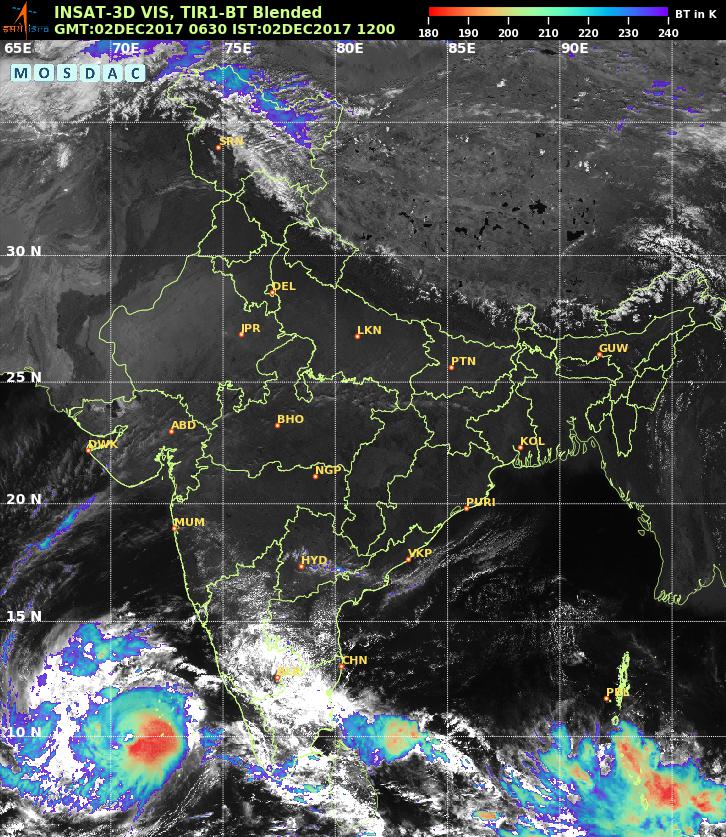 INSAT-3D VIS, TIR1-BT Blended
GMT:02DEC2017 0630 IST:02DEC2017 1200
BT in K
180 190 200 210 220 230 240
65E 70E 75E 80E 85E 90E
MOSDAC
SRN
30 N
DEL
JPR LKN
GUW
PTN
25 N
ABD BHO
DWK KOL
NGP
20 N
PURI
MUM
VKP
HYD
15 N
CHN
10 N